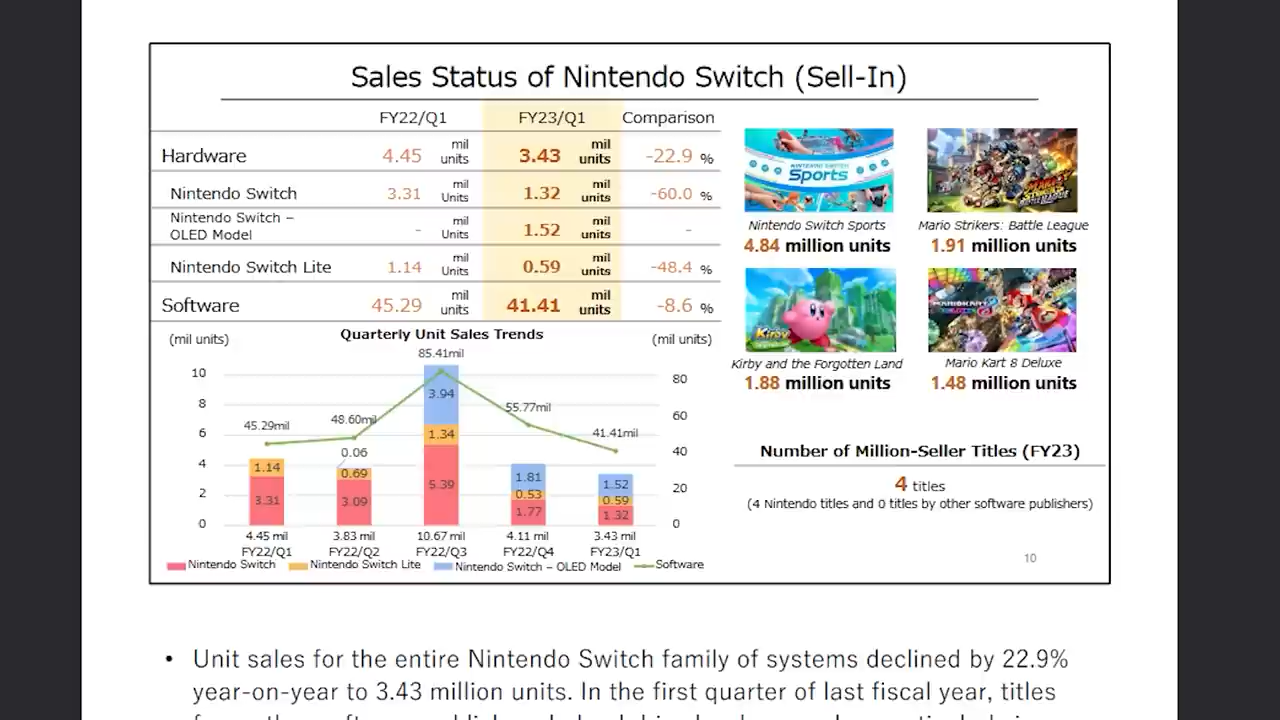 Sales Status of Nintendo Switch (Sell-In)
FY22/Q1 FY23/Q1 Comparison
Hardware 4.45 mil units 3.43 mil units -22.9 %
Nintendo Switch 3.31 mil Units 1.32 mil units -60.0 %
Nintendo Switch – OLED Model - mil Units 1.52 mil units -
Nintendo Switch Lite 1.14 mil Units 0.59 mil units -48.4 %
Software 45.29 mil units 41.41 mil units -8.6 %
Quarterly Unit Sales Trends
(mil units) (mil units)
10 8 6 4 2 0
80 60 40 20 0
45.29mil 48.60mil 85.41mil 55.77mil 41.41mil
1.14 3.31
0.06 0.69 3.09
3.94 1.34 5.39
1.81 0.53 1.77
1.52 0.59 1.32
4.45 mil 3.83 mil 10.67 mil 4.11 mil 3.43 mil
FY22/Q1 FY22/Q2 FY22/Q3 FY22/Q4 FY23/Q1
Nintendo Switch Nintendo Switch Lite Nintendo Switch – OLED Model Software
NINTENDO SWITCH
Sports
Nintendo Switch Sports
4.84 million units
MARIO STRIKERS BATTLE LEAGUE
Mario Strikers: Battle League
1.91 million units
Kirby
Kirby and the Forgotten Land
1.88 million units
MARIOKART 8
Mario Kart 8 Deluxe
1.48 million units
Number of Million-Seller Titles (FY23)
4 titles
(4 Nintendo titles and 0 titles by other software publishers)
10
• Unit sales for the entire Nintendo Switch family of systems declined by 22.9%
year-on-year to 3.43 million units. In the first quarter of last fiscal year, titles